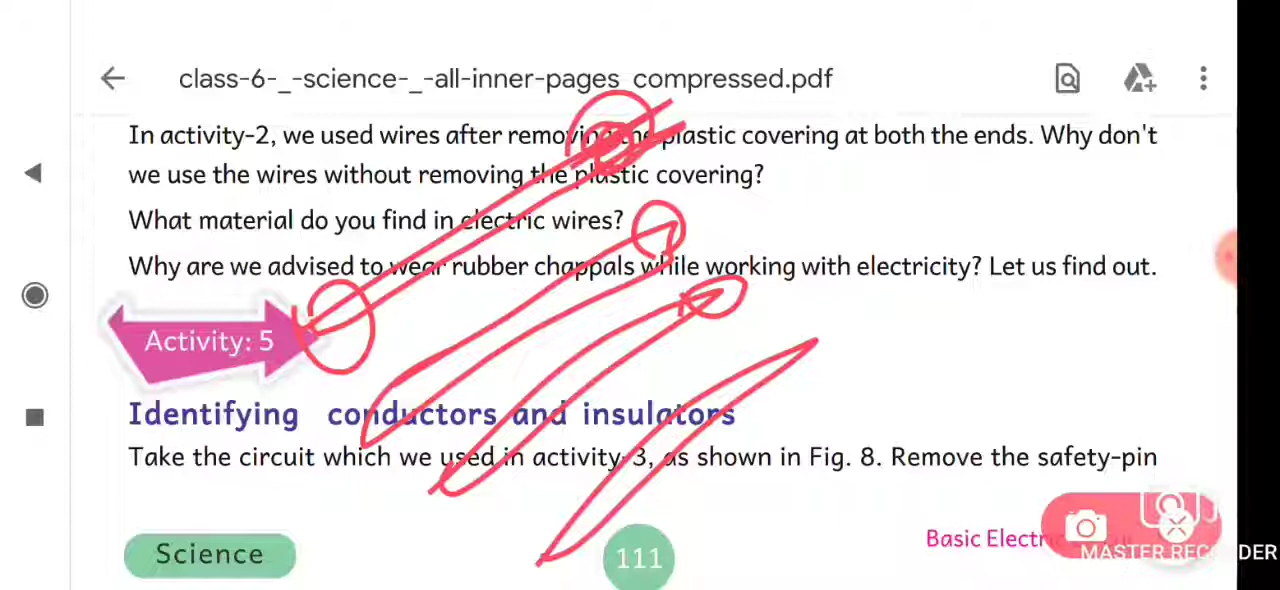 class-6-_-science-_-all-inner-pages_compressed.pdf
In activity-2, we used wires after removing the plastic covering at both the ends. Why don't
we use the wires without removing the plastic covering?
What material do you find in electric wires?
Why are we advised to wear rubber chappals while working with electricity? Let us find out.
Activity: 5
Identifying conductors and insulators
Take the circuit which we used in activity-3, as shown in Fig. 8. Remove the safety-pin
Science
111
Basic
MASTER RECORDER